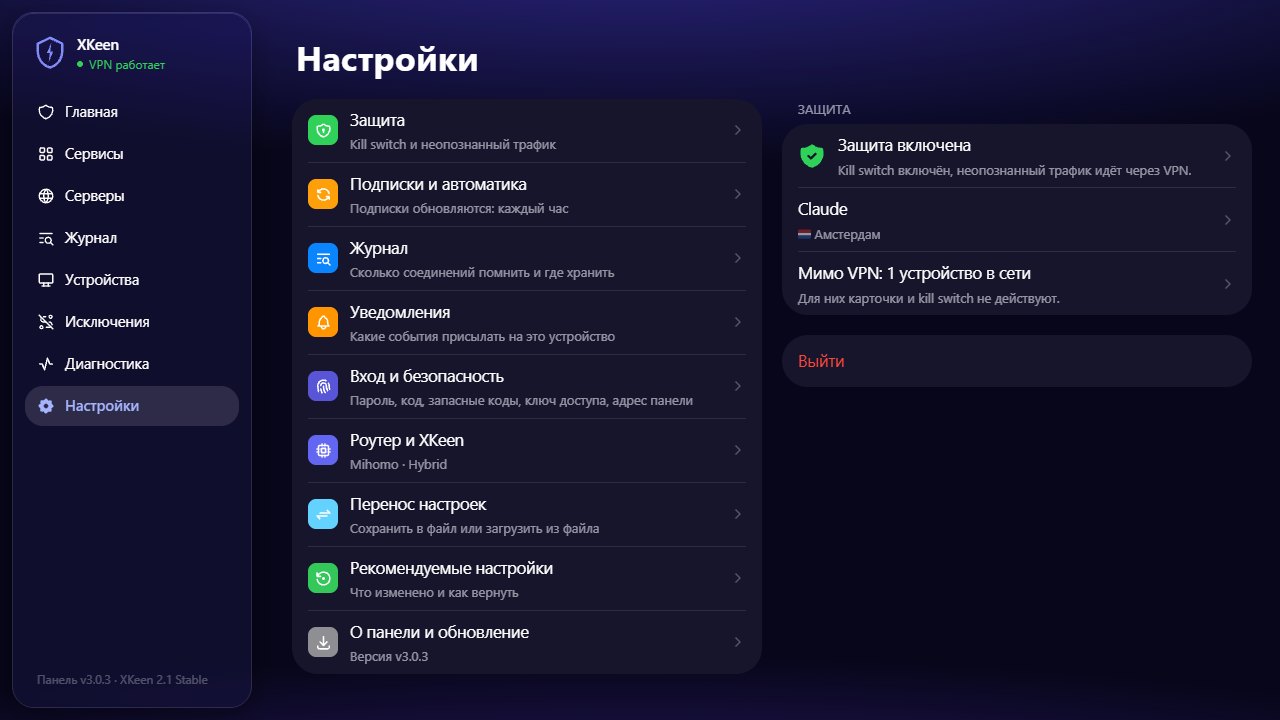 XKeen
VPN работает
Главная
Сервисы
Серверы
Журнал
Устройства
Исключения
Диагностика
Настройки
Панель v3.0.3 · XKeen 2.1 Stable
Настройки
Защита
Kill switch и неопознанный трафик
Подписки и автоматика
Подписки обновляются: каждый час
Журнал
Сколько соединений помнить и где хранить
Уведомления
Какие события присылать на это устройство
Вход и безопасность
Пароль, код, запасные коды, ключ доступа, адрес панели
Роутер и XKeen
Mihomo · Hybrid
Перенос настроек
Сохранить в файл или загрузить из файла
Рекомендуемые настройки
Что изменено и как вернуть
О панели и обновление
Версия v3.0.3
ЗАЩИТА
Защита включена
Kill switch включён, неопознанный трафик идёт через VPN.
Claude
Амстердам
Мимо VPN: 1 устройство в сети
Для них карточки и kill switch не действуют.
Выйти